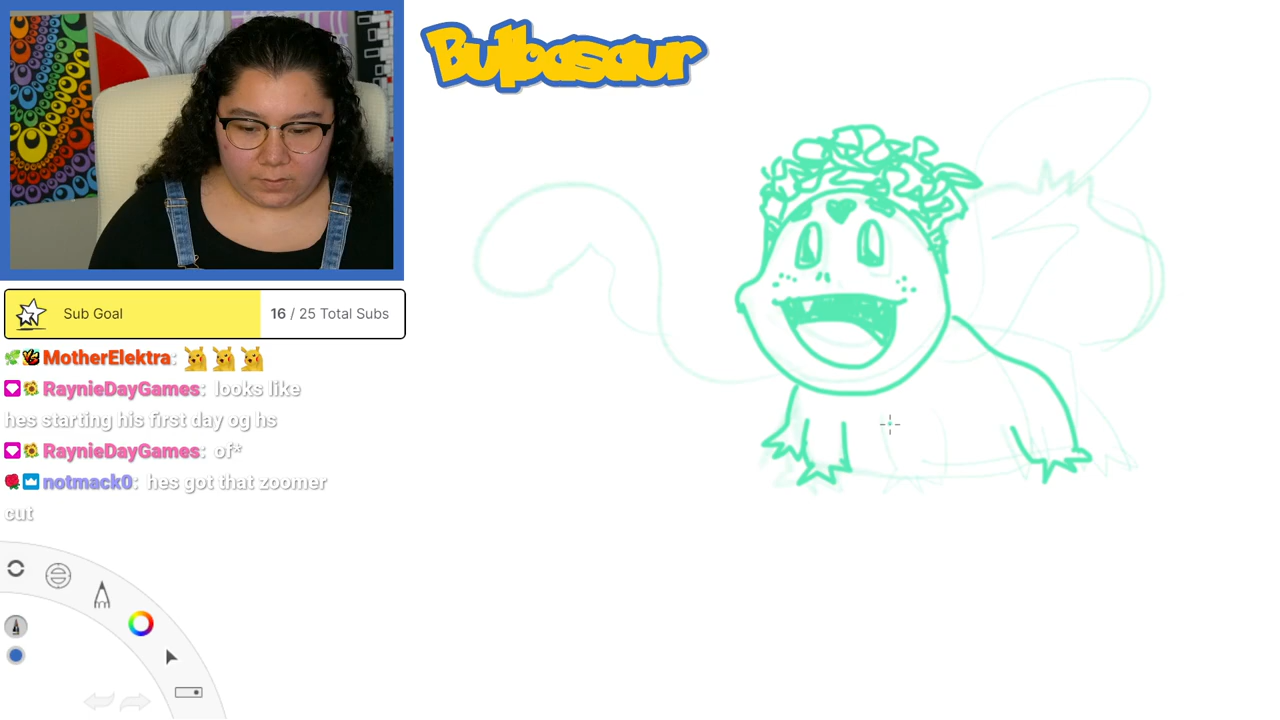 Bulbasaur
Sub Goal 16 / 25 Total Subs
MotherElektra:
RaynieDayGames: looks like
hes starting his first day og hs
RaynieDayGames: of*
notmack0: hes got that zoomer
cut